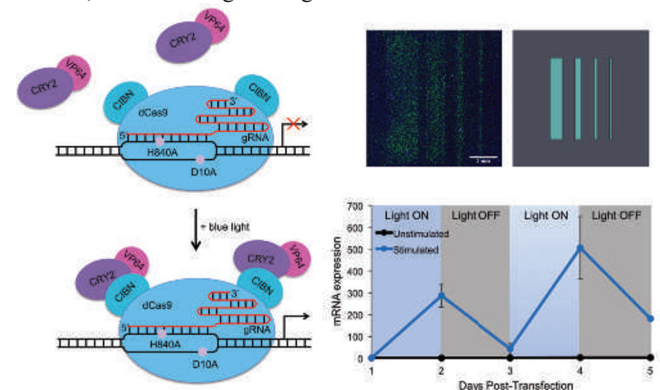 VP64
CRY2
VP64
CRY2
CIBN
CIBN
dCas9
3'
5'
gRNA
H840A
D10A
+ blue light
VP64
CRY2
CIBN
VP64
CRY2
CIBN
dCas9
3'
5'
gRNA
H840A
D10A
700
600
500
400
300
200
100
0
mRNA expression
Light ON
Light OFF
Light ON
Light OFF
Unstimulated
Stimulated
1
2
3
4
5
Days Post-Transfection